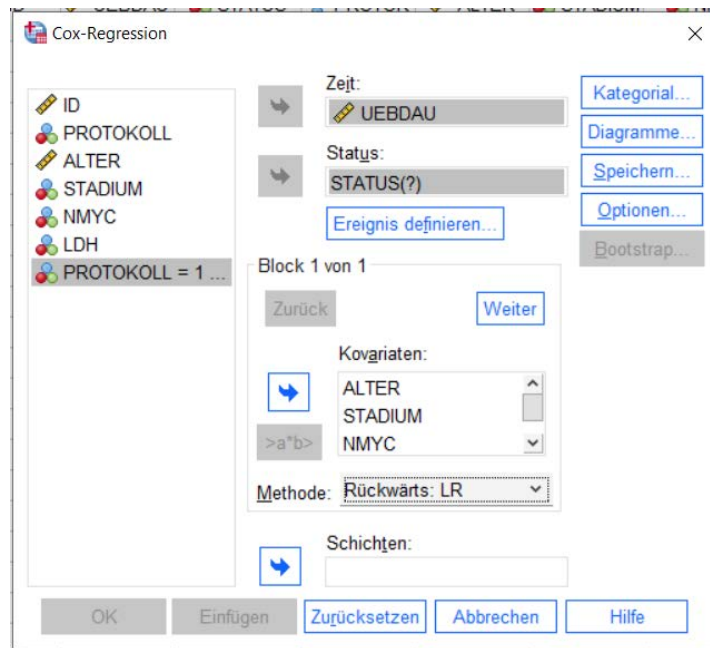 Cox-Regression
ID
PROTOKOLL
ALTER
STADIUM
NMYC
LDH
PROTOKOLL = 1 ...
Zeit:
UEBDAU
Status:
STATUS(?)
Ereignis definieren...
Block 1 von 1
Zurück
Weiter
Kovariaten:
ALTER
STADIUM
NMYC
>a*b>
Methode: Rückwärts: LR
Schichten:
Kategorial...
Diagramme...
Speichern...
Optionen...
Bootstrap...
OK Einfügen Zurücksetzen Abbrechen Hilfe